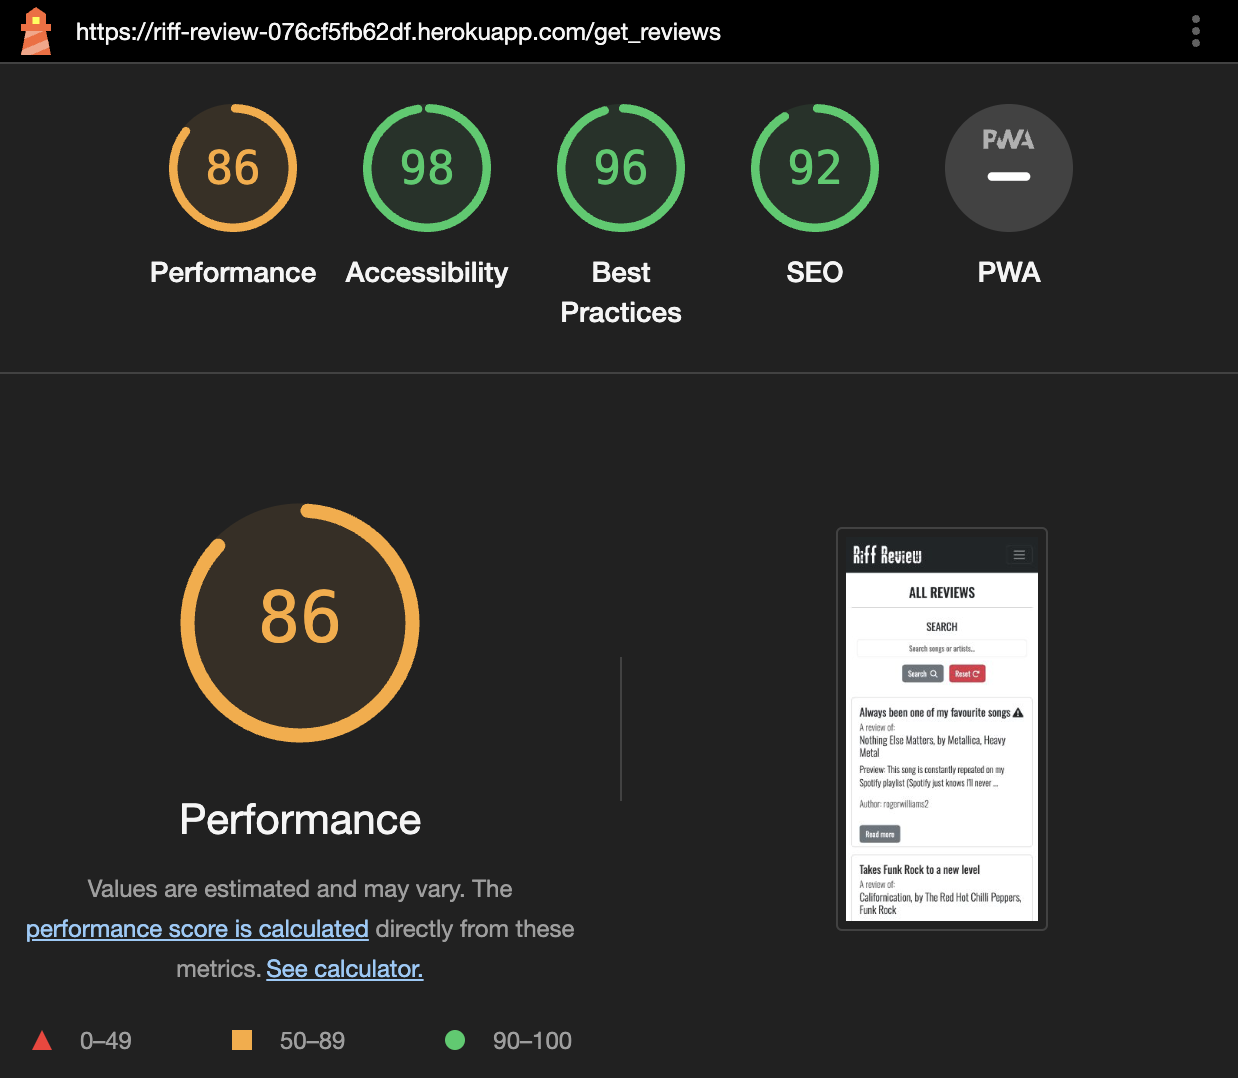 https://riff-review-076cf5fb62df.herokuapp.com/get_reviews
86
98
96
92
PWA
Performance
Accessibility
Best
Practices
SEO
PWA
86
Performance
Values are estimated and may vary. The
performance score is calculated directly from these
metrics. See calculator.
0–49
50–89
90–100
Riff Review
ALL REVIEWS
SEARCH
Search songs or artists...
Search
Reset
Always been one of my favourite songs
A review of:
Nothing Else Matters, by Metallica, Heavy
Metal
Preview: This song is constantly repeated on my
Spotify playlist (Spotify just knows I'll never ...
Author: rogerwilliams2
Read more
Takes Funk Rock to a new level
A review of:
Californication, by The Red Hot Chilli Peppers,
Funk Rock